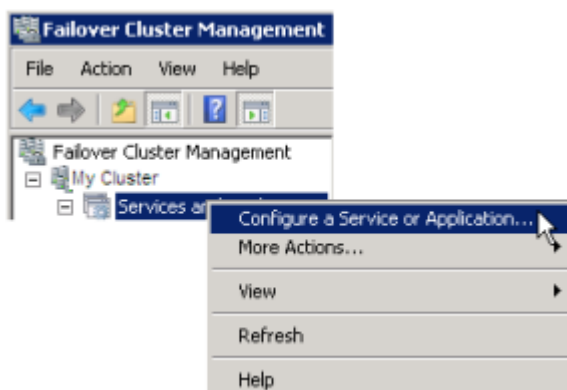 Failover Cluster Management
File Action View Help
Failover Cluster Management
My Cluster
Services
Configure a Service or Application...
More Actions...
View
Refresh
Help